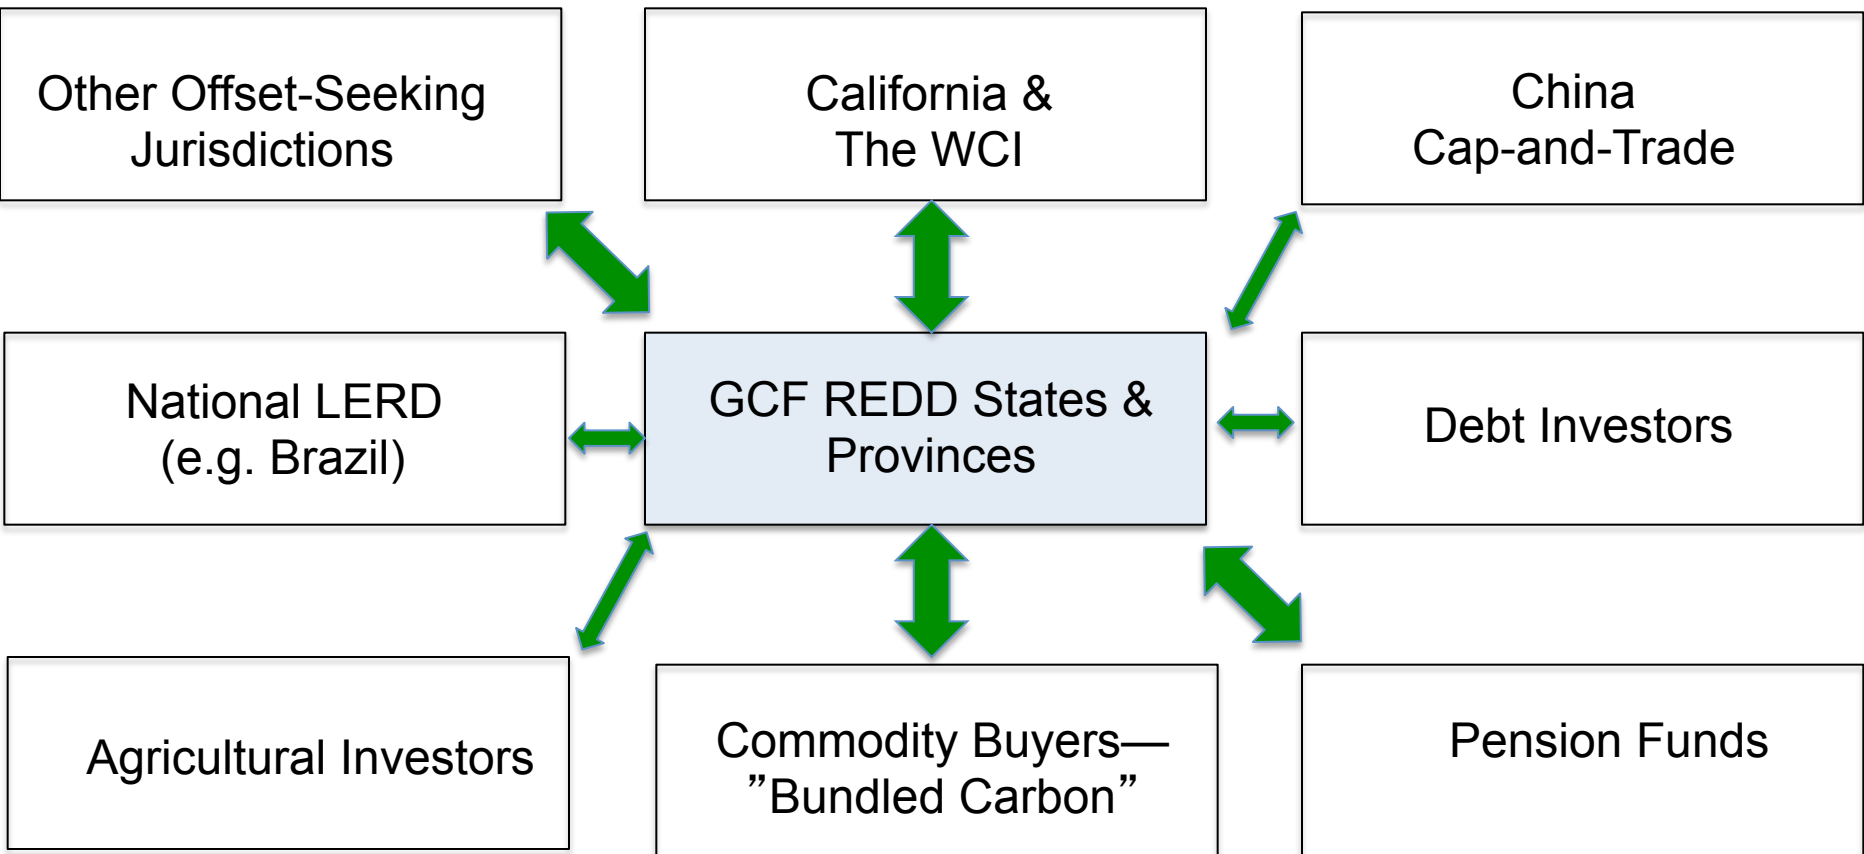 Other Offset-Seeking
Jurisdictions
California &
The WCI
China
Cap-and-Trade
National LERD
(e.g. Brazil)
GCF REDD States &
Provinces
Debt Investors
Agricultural Investors
Commodity Buyers—
”Bundled Carbon”
Pension Funds